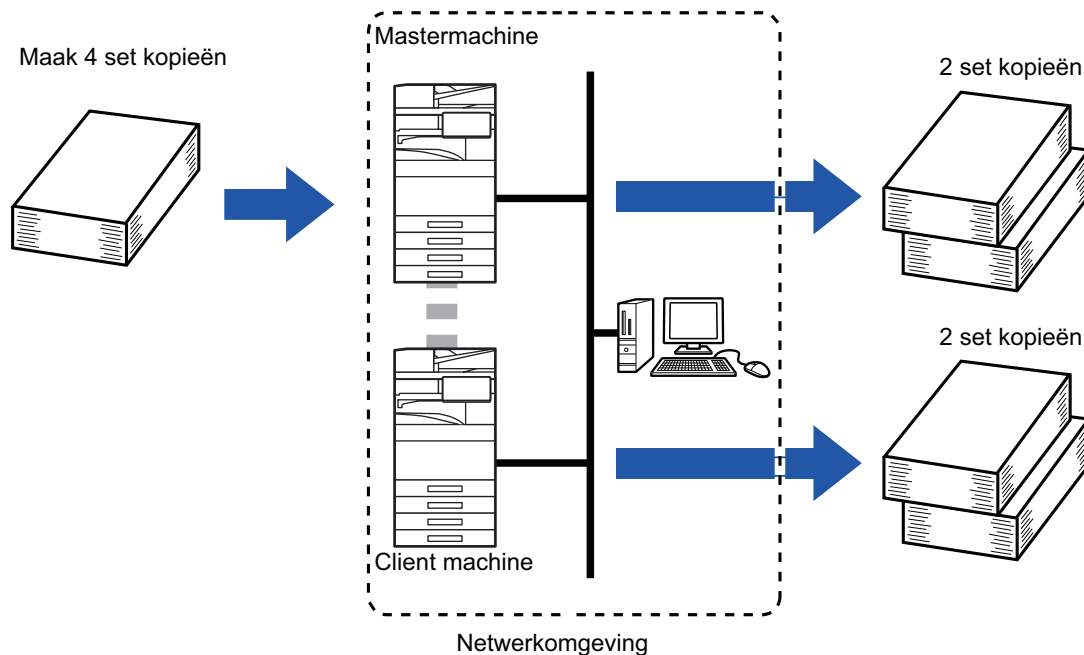 Maak 4 set kopieën
Mastermachine
2 set kopieën
2 set kopieën
Client machine
Netwerkomgeving